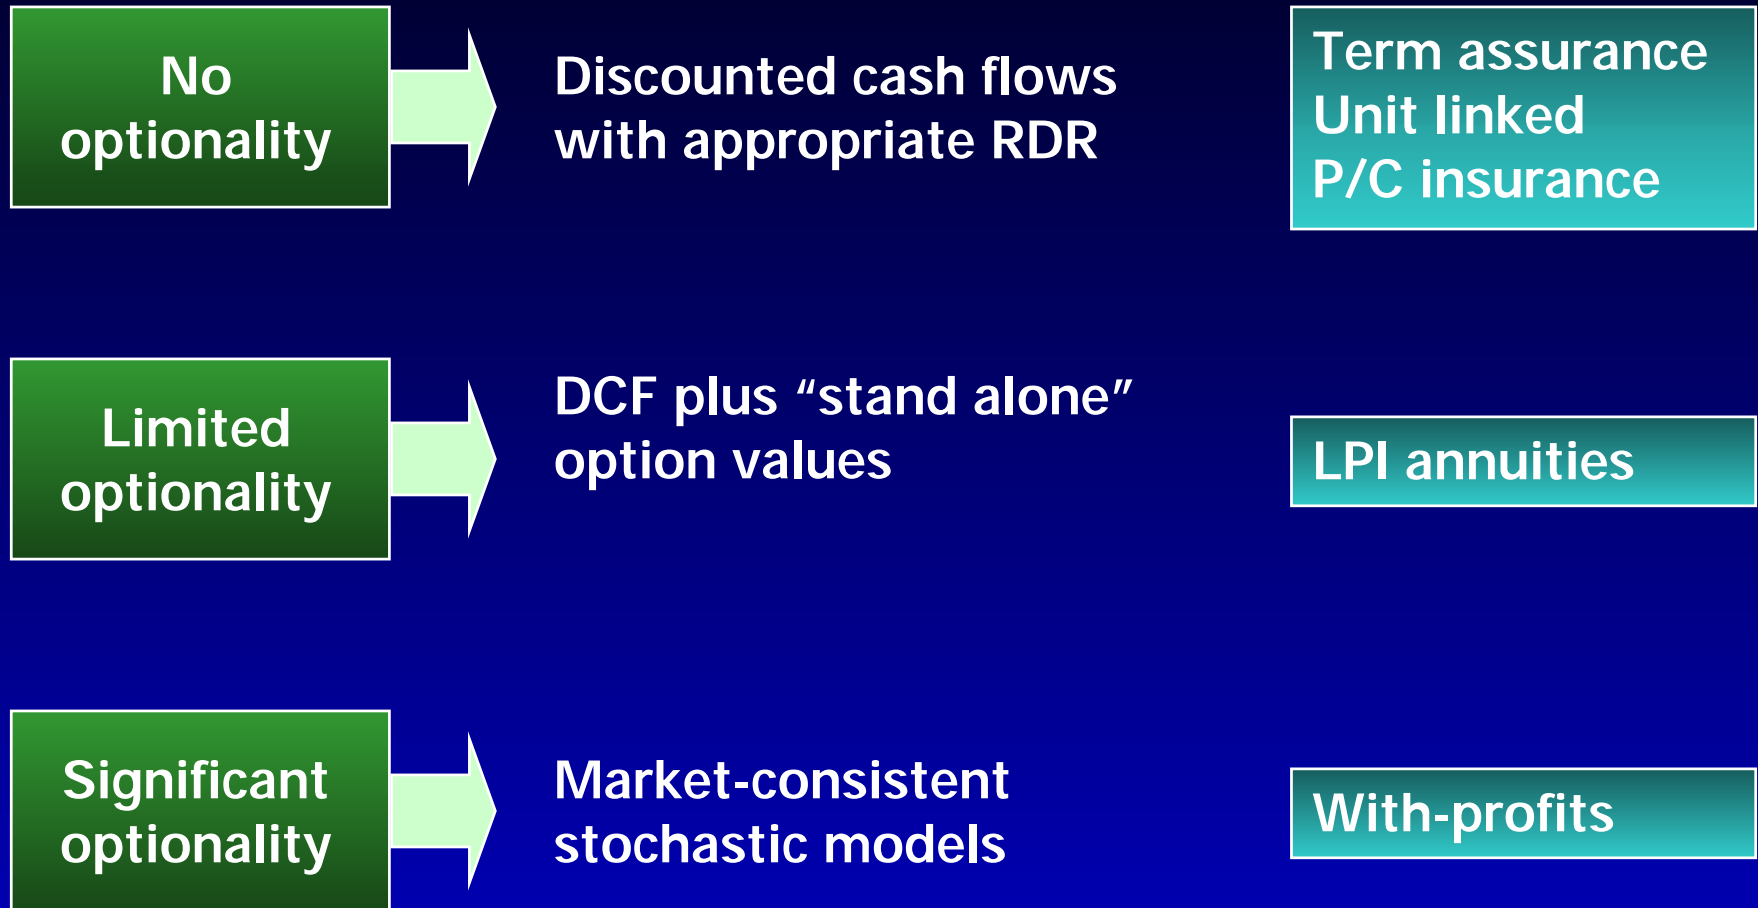 No
optionality
Discounted cash flows
with appropriate RDR
Term assurance
Unit linked
P/C insurance
Limited
optionality
DCF plus “stand alone”
option values
LPI annuities
Significant
optionality
Market-consistent
stochastic models
With-profits